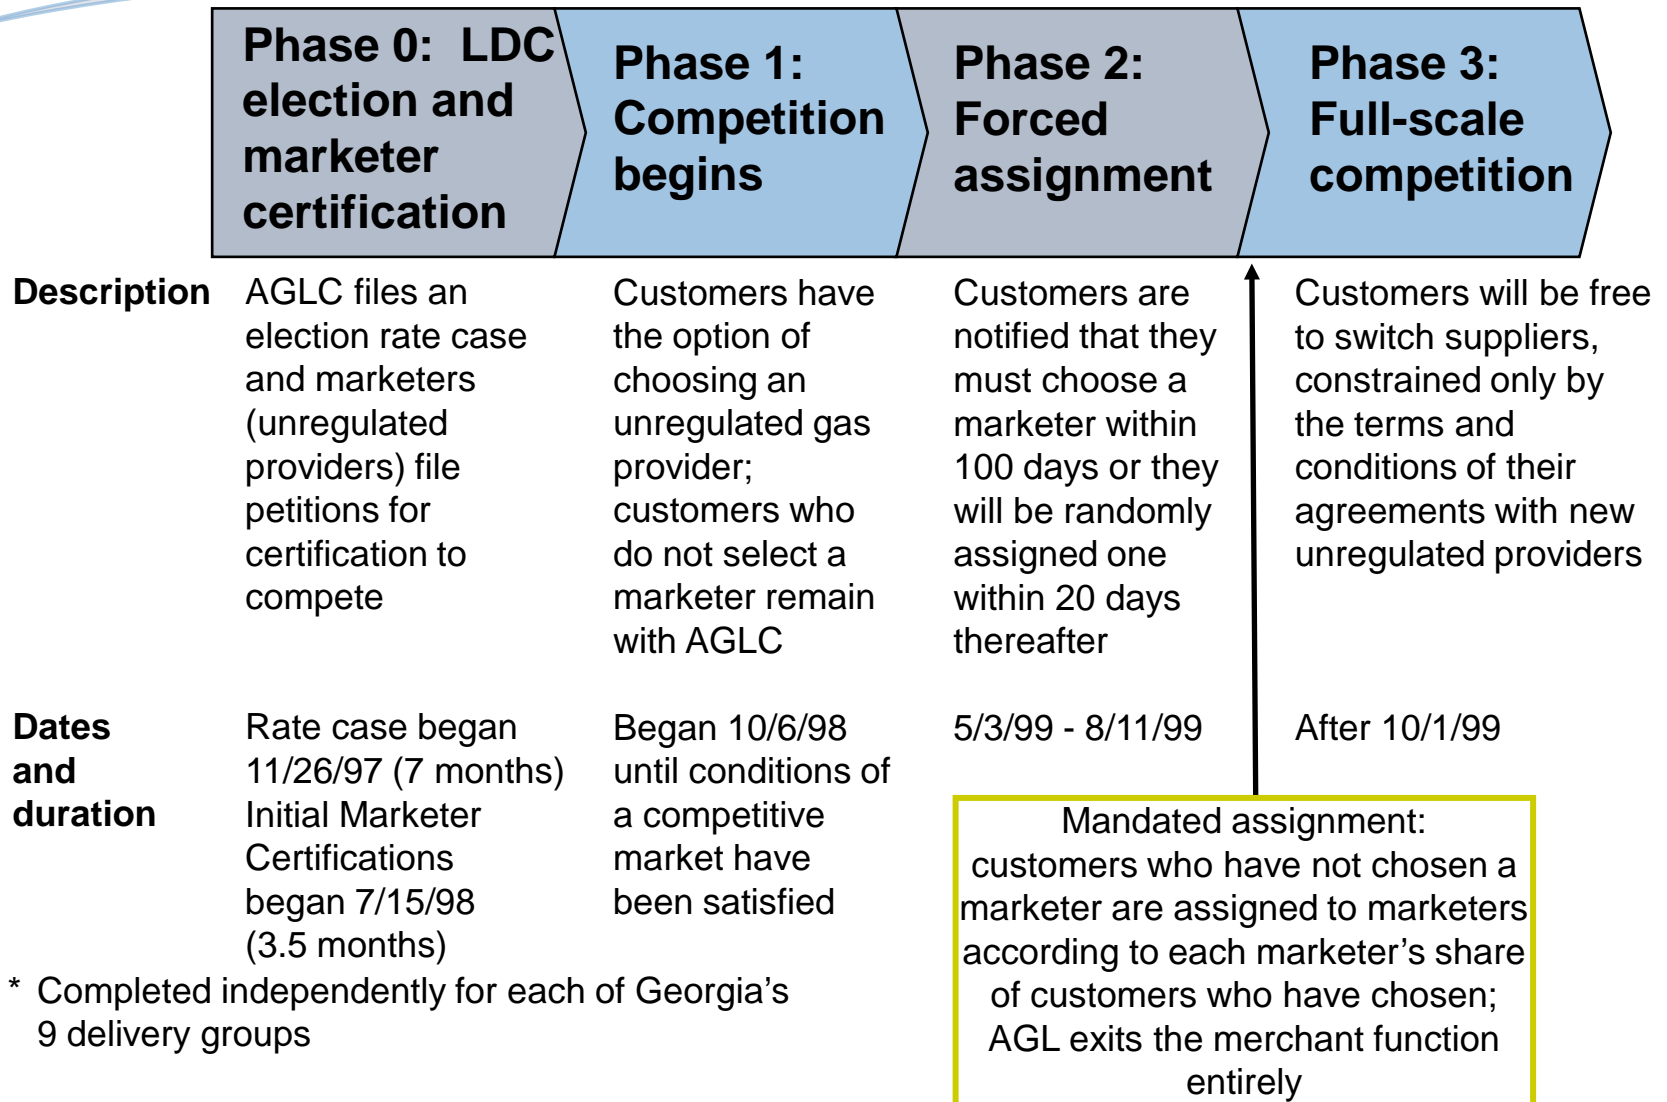 Phase 0: LDC
election and
marketer
certification
Phase 1:
Competition
begins
Phase 2:
Forced
assignment
Phase 3:
Full-scale
competition
Description
AGLC files an
election rate case
and marketers
(unregulated
providers) file
petitions for
certification to
compete
Customers have
the option of
choosing an
unregulated gas
provider;
customers who
do not select a
marketer remain
with AGLC
Customers are
notified that they
must choose a
marketer within
100 days or they
will be randomly
assigned one
within 20 days
thereafter
Customers will be free
to switch suppliers,
constrained only by
the terms and
conditions of their
agreements with new
unregulated providers
Dates
and
duration
Rate case began
11/26/97 (7 months)
Initial Marketer
Certifications
began 7/15/98
(3.5 months)
Began 10/6/98
until conditions of
a competitive
market have
been satisfied
5/3/99 - 8/11/99
After 10/1/99
Mandated assignment:
customers who have not chosen a
marketer are assigned to marketers
according to each marketer’s share
of customers who have chosen;
AGL exits the merchant function
entirely
* Completed independently for each of Georgia’s
9 delivery groups